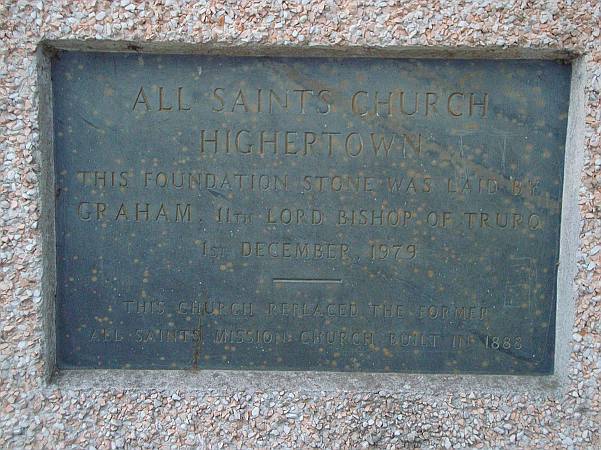 ALL SAINTS CHURCH
HIGHERTOWN
THIS FOUNDATION STONE WAS LAID BY
GRAHAM, 11TH LORD BISHOP OF TRURO
1ST DECEMBER, 1979
THIS CHURCH REPLACED THE FORMER
ALL SAINTS MISSION CHURCH BUILT IN 1888